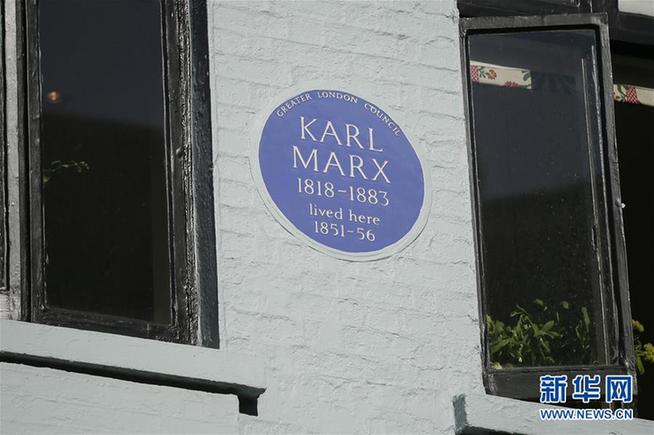 GREATER LONDON COUNCIL
KARL
MARX
1818-1883
lived here
1851-56
新华网
WWW.NEWS.CN